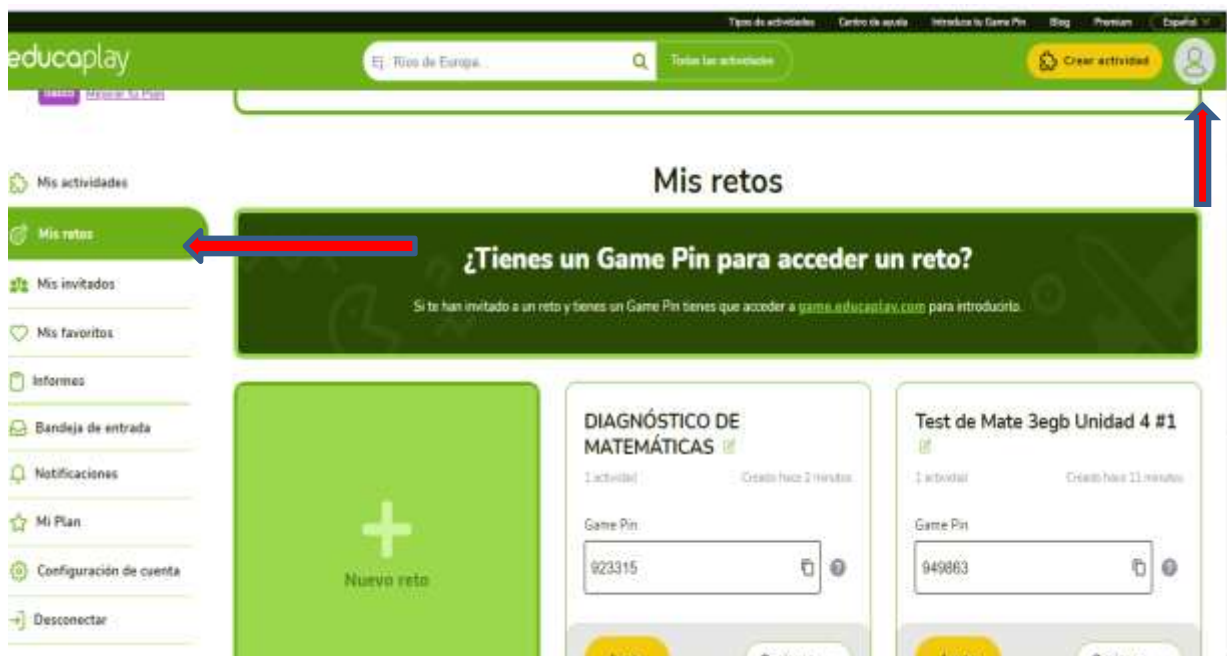 Tipos de actividades Centro de ayuda Introduce tu Game Pin Blog Premium Español
educaplay Ej: Ríos de Europa... Todas las actividades Crear actividad
Básico Mejorar tu Plan
Mis actividades
Mis retos
Mis invitados
Mis favoritos
Informes
Bandeja de entrada
Notificaciones
Mi Plan
Configuración de cuenta
Desconectar
Mis retos
¿Tienes un Game Pin para acceder un reto?
Si te han invitado a un reto y tienes un Game Pin tienes que acceder a game.educaplay.com para introducirlo.
Nuevo reto
DIAGNÓSTICO DE
MATEMÁTICAS
1 actividad Creado hace 2 minutos
Game Pin
923315
Test de Mate 3egb Unidad 4 #1
1 actividad Creado hace 11 minutos
Game Pin
949863